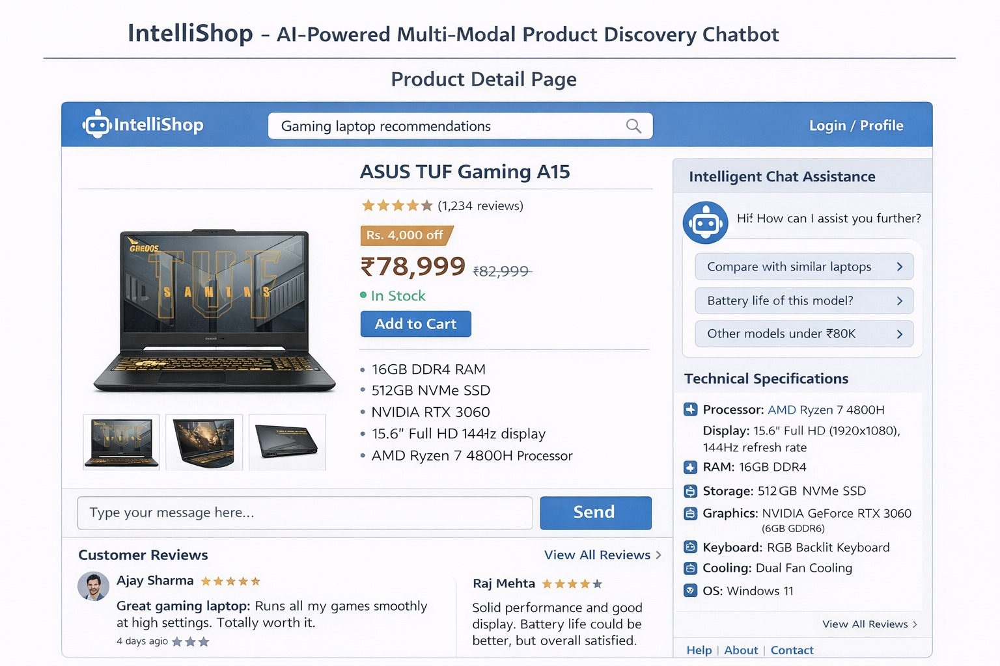 IntelliShop – AI-Powered Multi-Modal Product Discovery Chatbot
Product Detail Page
IntelliShop
Gaming laptop recommendations
Login / Profile
ASUS TUF Gaming A15
(1,234 reviews)
Rs. 4,000 off
₹78,999 ₹82,999
In Stock
Add to Cart
TUF
• 16GB DDR4 RAM
• 512GB NVMe SSD
• NVIDIA RTX 3060
• 15.6" Full HD 144Hz display
• AMD Ryzen 7 4800H Processor
Type your message here...
Send
Customer Reviews
View All Reviews >
Ajay Sharma
Great gaming laptop: Runs all my games smoothly
at high settings. Totally worth it.
4 days agio
Raj Mehta
Solid performance and good
display. Battery life could be
better, but overall satisfied.
Intelligent Chat Assistance
Hi! How can I assist you further?
Compare with similar laptops >
Battery life of this model? >
Other models under ₹80K >
Technical Specifications
Processor: AMD Ryzen 7 4800H
Display: 15.6" Full HD (1920x1080),
144Hz refresh rate
RAM: 16GB DDR4
Storage: 512GB NVMe SSD
Graphics: NVIDIA GeForce RTX 3060
(6GB GDDR6)
Keyboard: RGB Backlit Keyboard
Cooling: Dual Fan Cooling
OS: Windows 11
View All Reviews >
Help | About | Contact